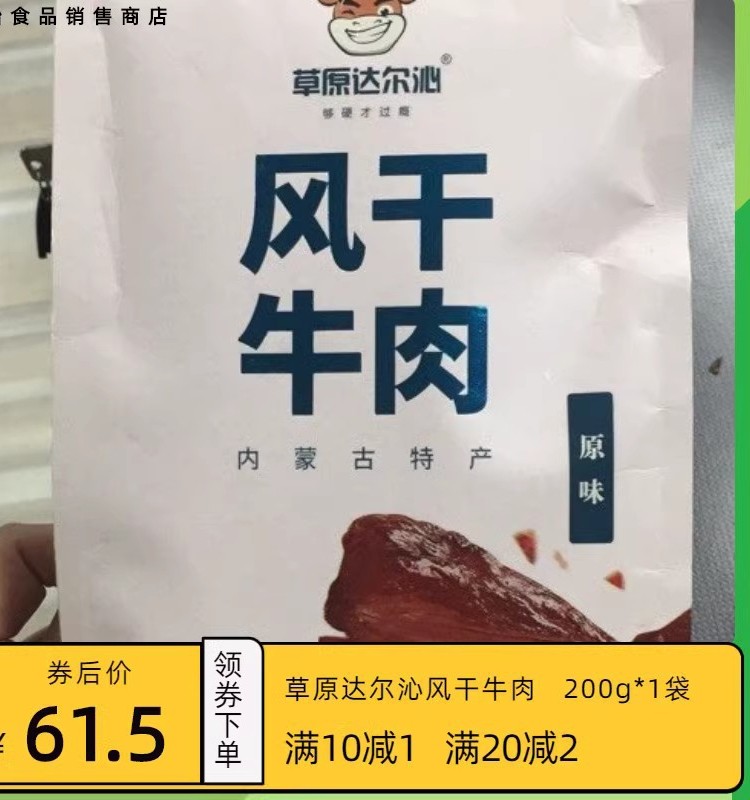 食品销售商店
草原达尔沁®
够硬才过瘾
风干
牛肉
内蒙古特产
原味
券后价
¥61.5
领券下单
草原达尔沁风干牛肉 200g*1袋
满10减1 满20减2